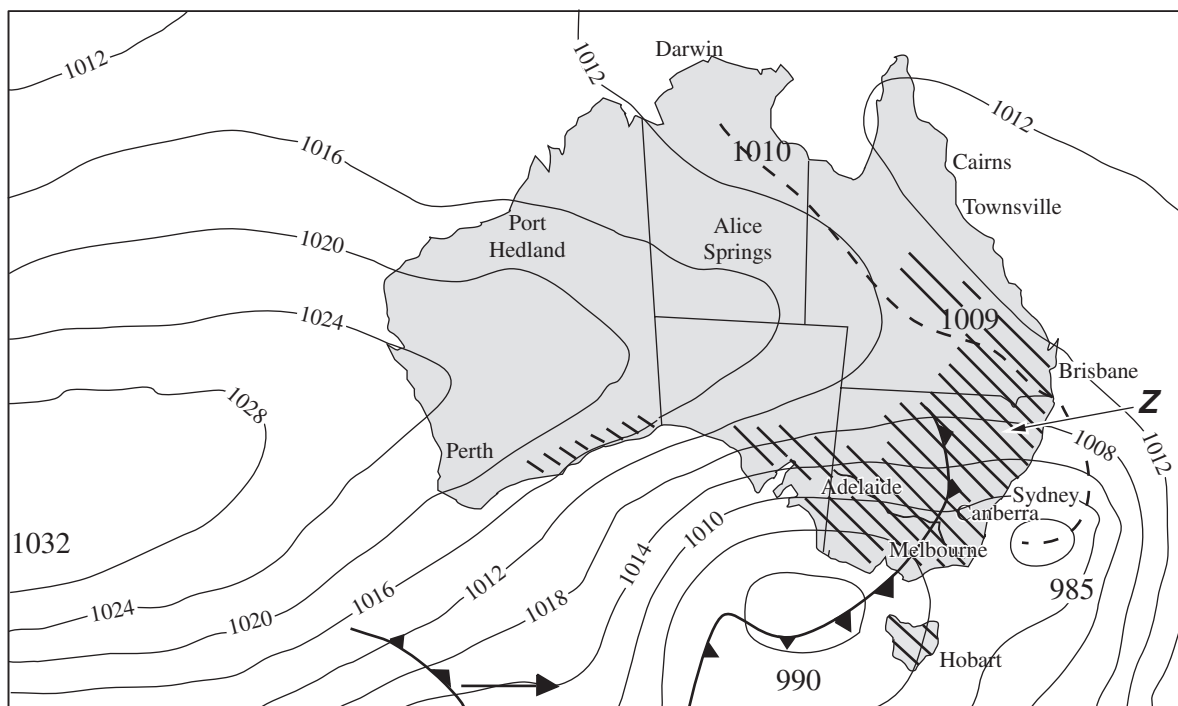 Darwin
1012
1012
1012
1016
1010
Cairns
Townsville
Port
Hedland
Alice
Springs
1020
1024
1009
Brisbane
Z
1028
Perth
1008
1012
Adelaide
Sydney
Canberra
1032
1010
Melbourne
1014
985
1012
1016
1018
1024
1020
Hobart
990